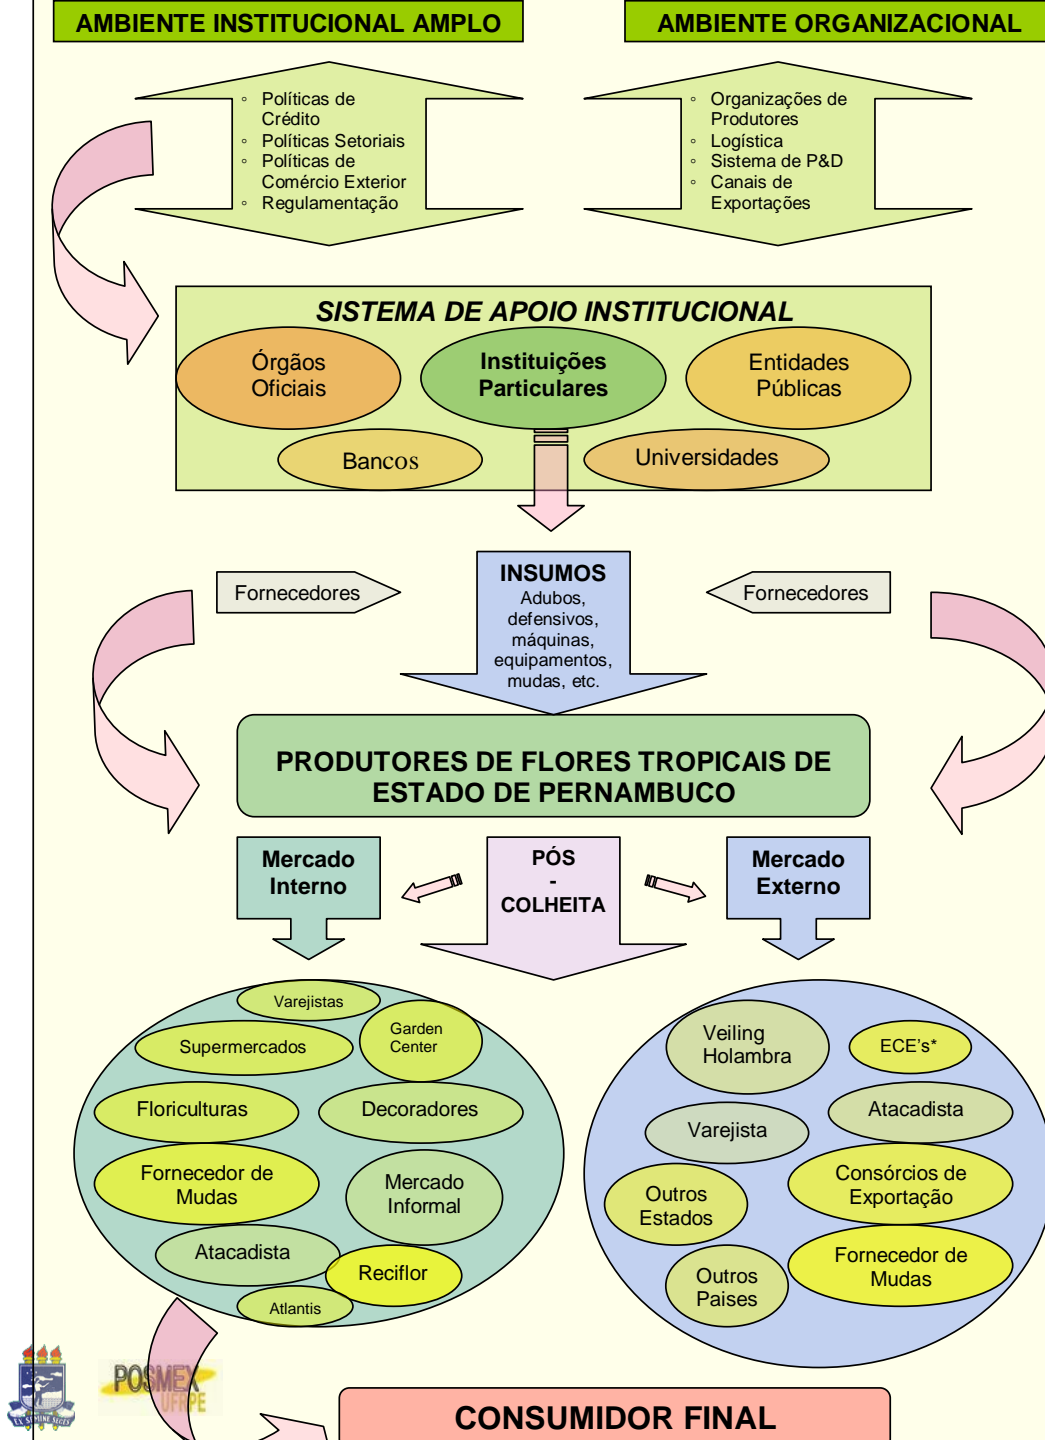 AMBIENTE INSTITUCIONAL AMPLO
AMBIENTE ORGANIZACIONAL
◦ Políticas de
Crédito
◦ Políticas Setoriais
◦ Políticas de
Comércio Exterior
◦ Regulamentação
◦ Organizações de
Produtores
◦ Logística
◦ Sistema de P&D
◦ Canais de
Exportações
SISTEMA DE APOIO INSTITUCIONAL
Órgãos
Oficiais
Instituições
Particulares
Entidades
Públicas
Bancos
Universidades
Fornecedores
INSUMOS
Adubos,
defensivos,
máquinas,
equipamentos,
mudas, etc.
Fornecedores
PRODUTORES DE FLORES TROPICAIS DE
ESTADO DE PERNAMBUCO
Mercado
Interno
PÓS
-
COLHEITA
Mercado
Externo
Varejistas
Garden
Center
Supermercados
Floriculturas
Decoradores
Fornecedor de
Mudas
Mercado
Informal
Atacadista
Reciflor
Atlantis
Veiling
Holambra
ECE's*
Atacadista
Varejista
Consórcios de
Exportação
Outros
Estados
Fornecedor de
Mudas
Outros
Paises
POSMEX
UFRPE
CONSUMIDOR FINAL